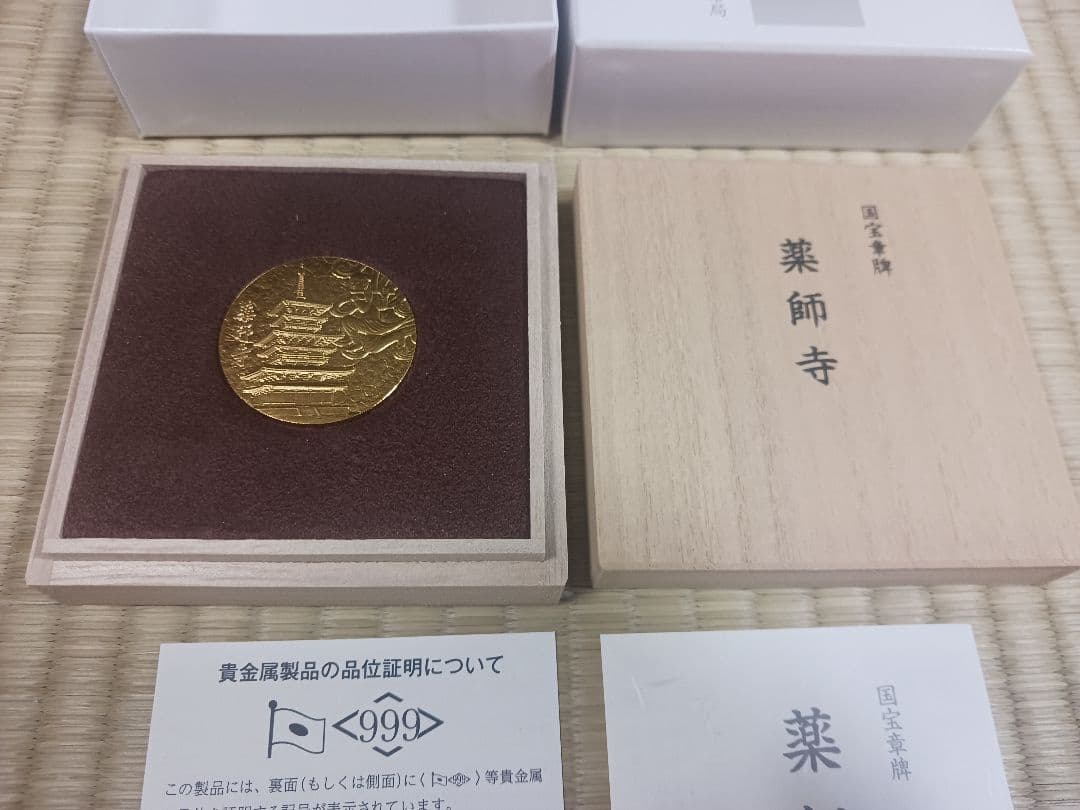 局
国宝章牌
薬師寺
貴金属製品の品位証明について
<999>
この製品には、裏面(もしくは側面)に〈<999>〉等貴金属
国宝章牌
薬